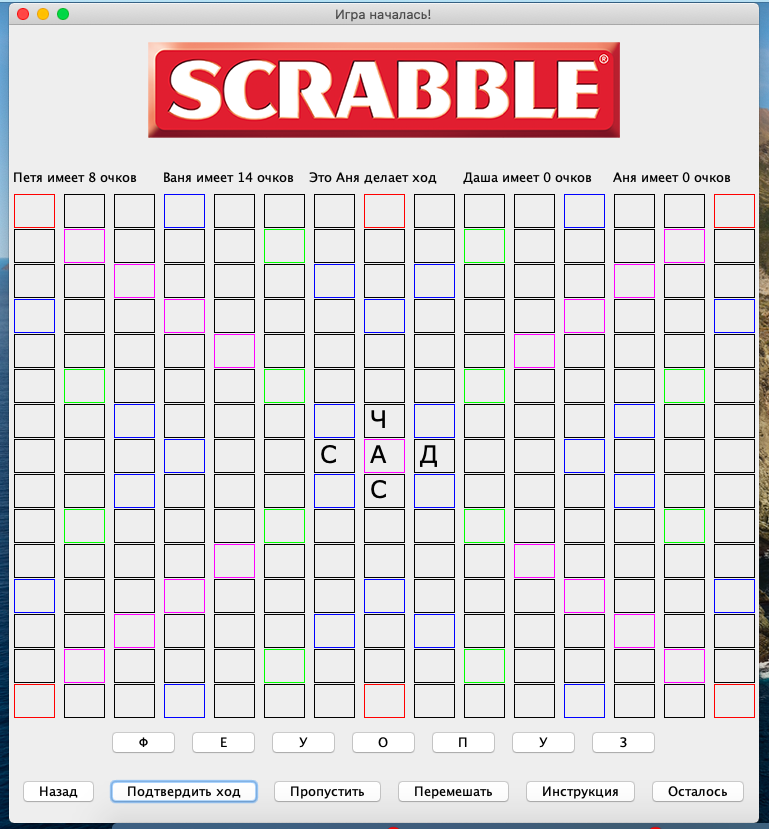 Игра началась!
SCRABBLE®
Петя имеет 8 очков Ваня имеет 14 очков Это Аня делает ход Даша имеет 0 очков Аня имеет 0 очков
Ч
С А Д
С
Ф Е У О П У З
Назад Подтвердить ход Пропустить Перемешать Инструкция Осталось